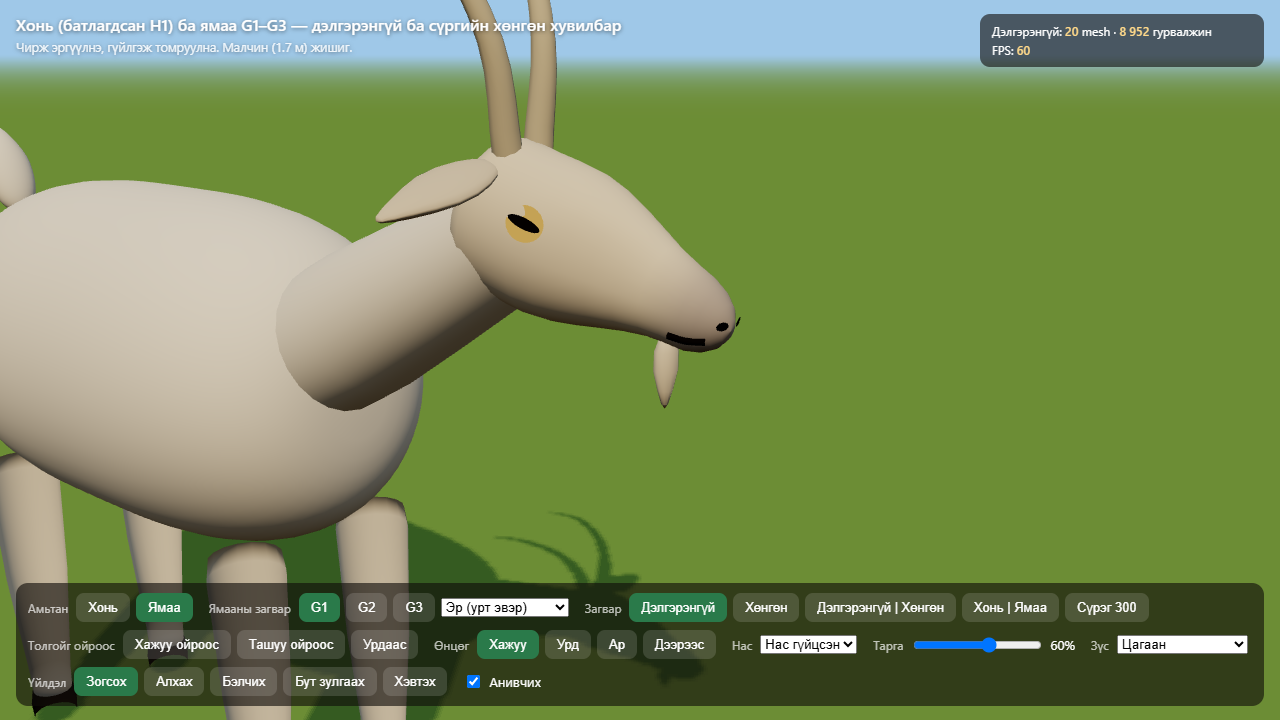 Хонь (батлагдсан H1) ба ямаа G1–G3 — дэлгэрэнгүй ба сүргийн хөнгөн хувилбар
Чирж эргүүлнэ, гүйлгэж томруулна. Малчин (1.7 м) жишиг.
Дэлгэрэнгүй: 20 mesh · 8 952 гурвалжин
FPS: 60
Амьтан Хонь Ямаа Ямааны загвар G1 G2 G3 Эр (урт эвэр) Загвар Дэлгэрэнгүй Хөнгөн Дэлгэрэнгүй | Хөнгөн Хонь | Ямаа Сүрэг 300
Толгойг ойроос Хажуу ойроос Ташуу ойроос Урдаас Өнцөг Хажуу Урд Ар Дээрээс Нас Нас гүйцсэн Тарга 60% Зүс Цагаан
Үйлдэл Зогсох Алхах Бэлчих Бут зулгаах Хэвтэх Анивчих